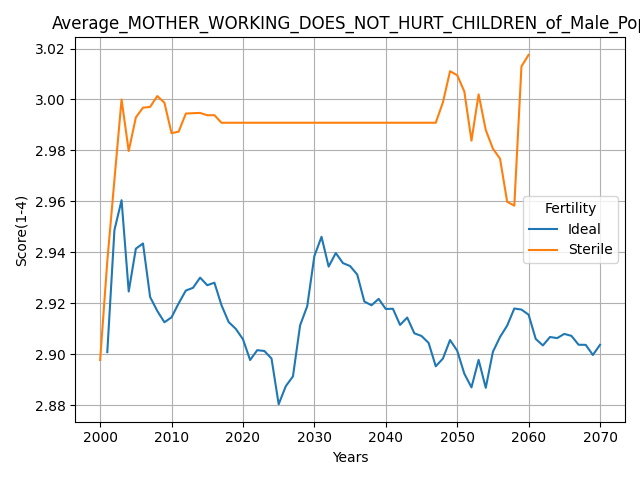 Average_MOTHER_WORKING_DOES_NOT_HURT_CHILDREN_of_Male_Pop
3.02
3.00
2.98
2.96
2.94
2.92
2.90
2.88
Score(1-4)
Fertility
Ideal
Sterile
2000 2010 2020 2030 2040 2050 2060 2070
Years